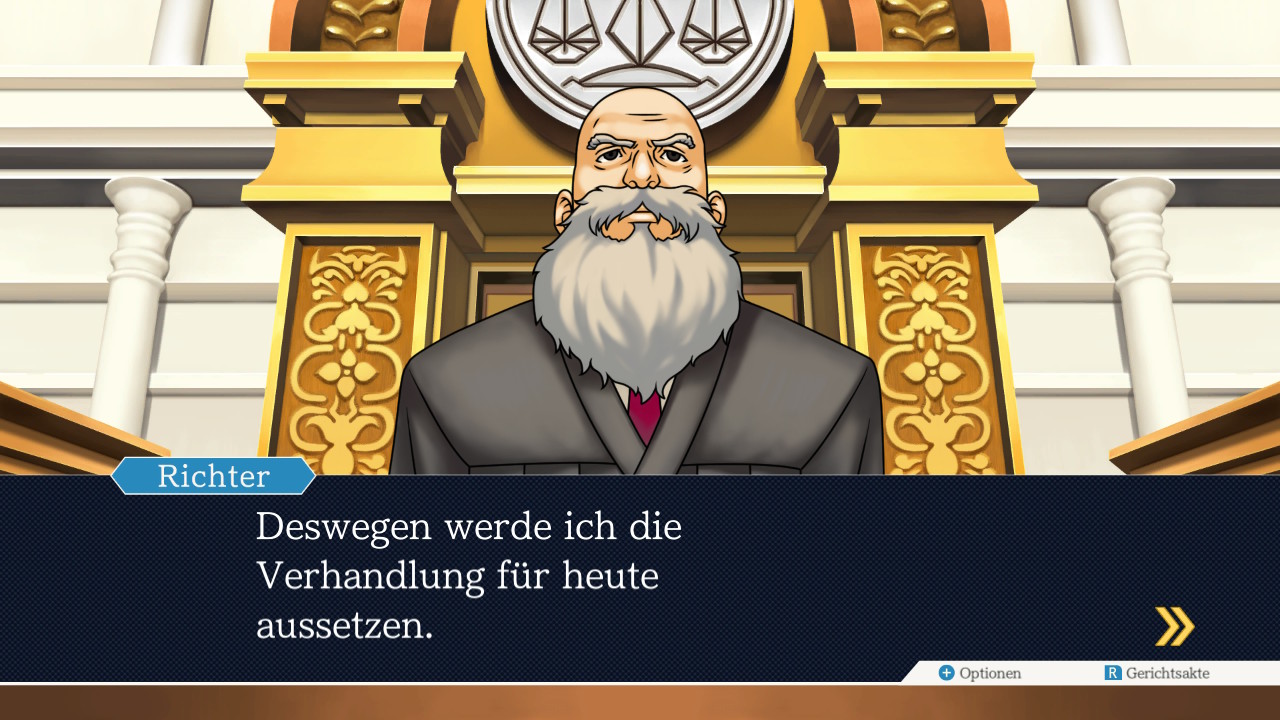 Richter
Deswegen werde ich die
Verhandlung für heute
aussetzen.
+ Optionen
R Gerichtsakte